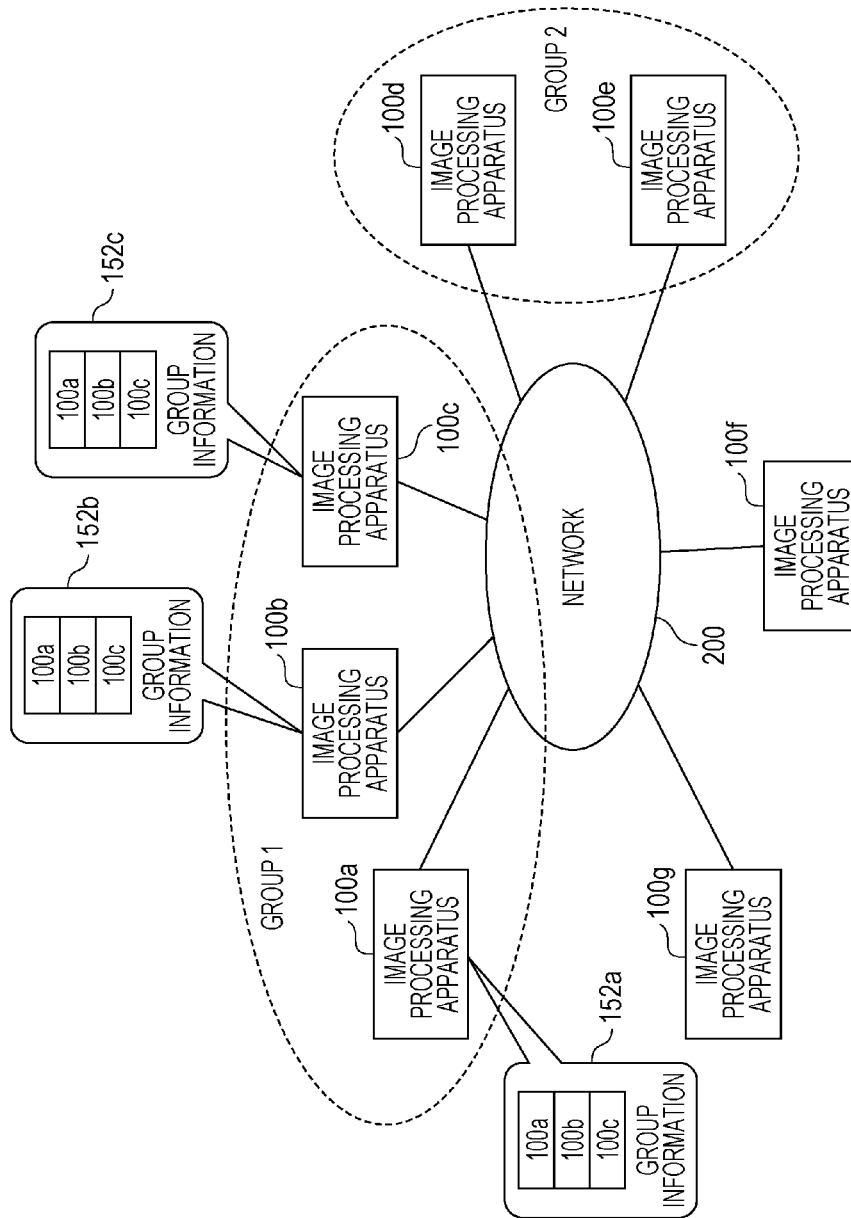 152a
100a
100b
100c
GROUP
INFORMATION
152b
100a
100b
100c
GROUP
INFORMATION
152c
100a
100b
100c
GROUP
INFORMATION
GROUP 1
100a
IMAGE
PROCESSING
APPARATUS
100b
IMAGE
PROCESSING
APPARATUS
IMAGE
PROCESSING
APPARATUS
100c
GROUP 2
100d
IMAGE
PROCESSING
APPARATUS
100e
IMAGE
PROCESSING
APPARATUS
NETWORK
200
100g
IMAGE
PROCESSING
APPARATUS
100f
IMAGE
PROCESSING
APPARATUS